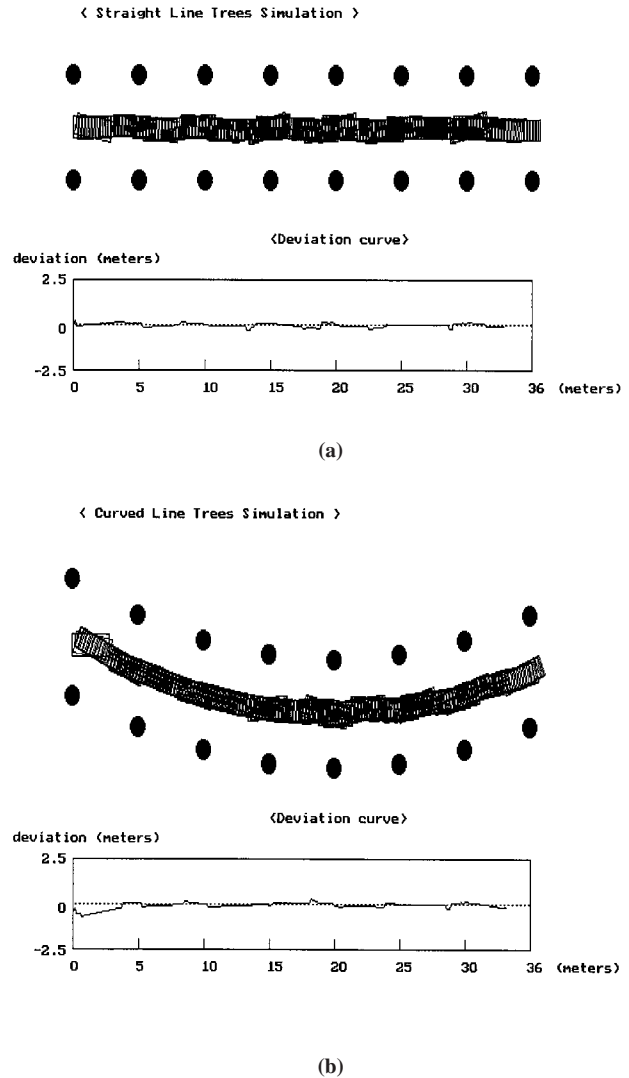 < Straight Line Trees Simulation >
<Deviation curve>
deviation (meters)
2.5
0
-2.5
0 5 10 15 20 25 30 36 (meters)
(a)
< Curved Line Trees Simulation >
<Deviation curve>
deviation (meters)
2.5
0
-2.5
0 5 10 15 20 25 30 36 (meters)
(b)